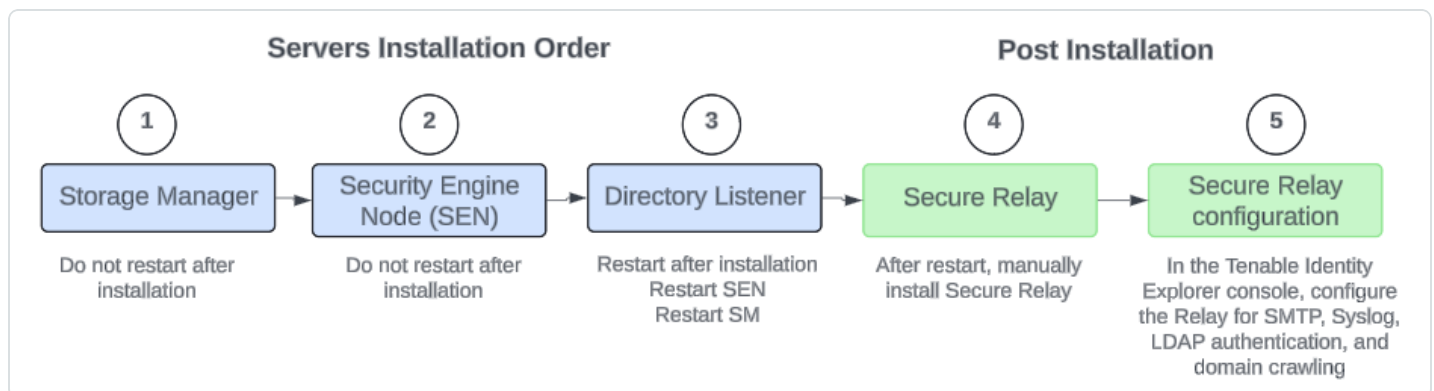 Servers Installation Order
Post Installation
1
2
3
4
5
Storage Manager
Security Engine
Node (SEN)
Directory Listener
Secure Relay
Secure Relay
configuration
Do not restart after
installation
Do not restart after
installation
Restart after installation
Restart SEN
Restart SM
After restart, manually
install Secure Relay
In the Tenable Identity
Explorer console, configure
the Relay for SMTP, Syslog,
LDAP authentication, and
domain crawling